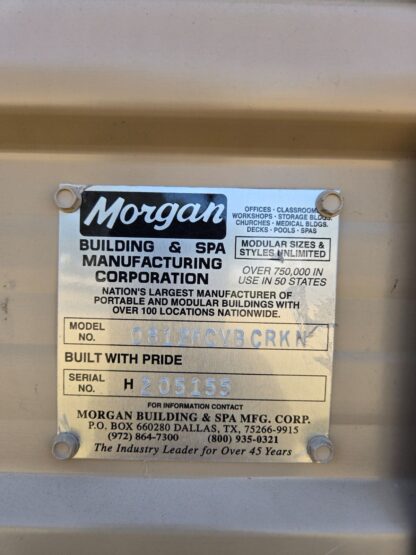 Morgan
OFFICES · CLASSROOMS
WORKSHOPS · STORAGE BLDGS.
CHURCHES · MEDICAL BLDGS.
DECKS · POOLS · SPAS
BUILDING & SPA
MANUFACTURING
CORPORATION
MODULAR SIZES &
STYLES UNLIMITED
OVER 750,000 IN
USE IN 50 STATES
NATION'S LARGEST MANUFACTURER OF
PORTABLE AND MODULAR BUILDINGS WITH
OVER 100 LOCATIONS NATIONWIDE.
MODEL
NO.
BUILT WITH PRIDE
SERIAL
NO. H 205155
FOR INFORMATION CONTACT
MORGAN BUILDING & SPA MFG. CORP.
P.O. BOX 660280 DALLAS, TX, 75266-9915
(972) 864-7300 (800) 935-0321
The Industry Leader for Over 45 Years